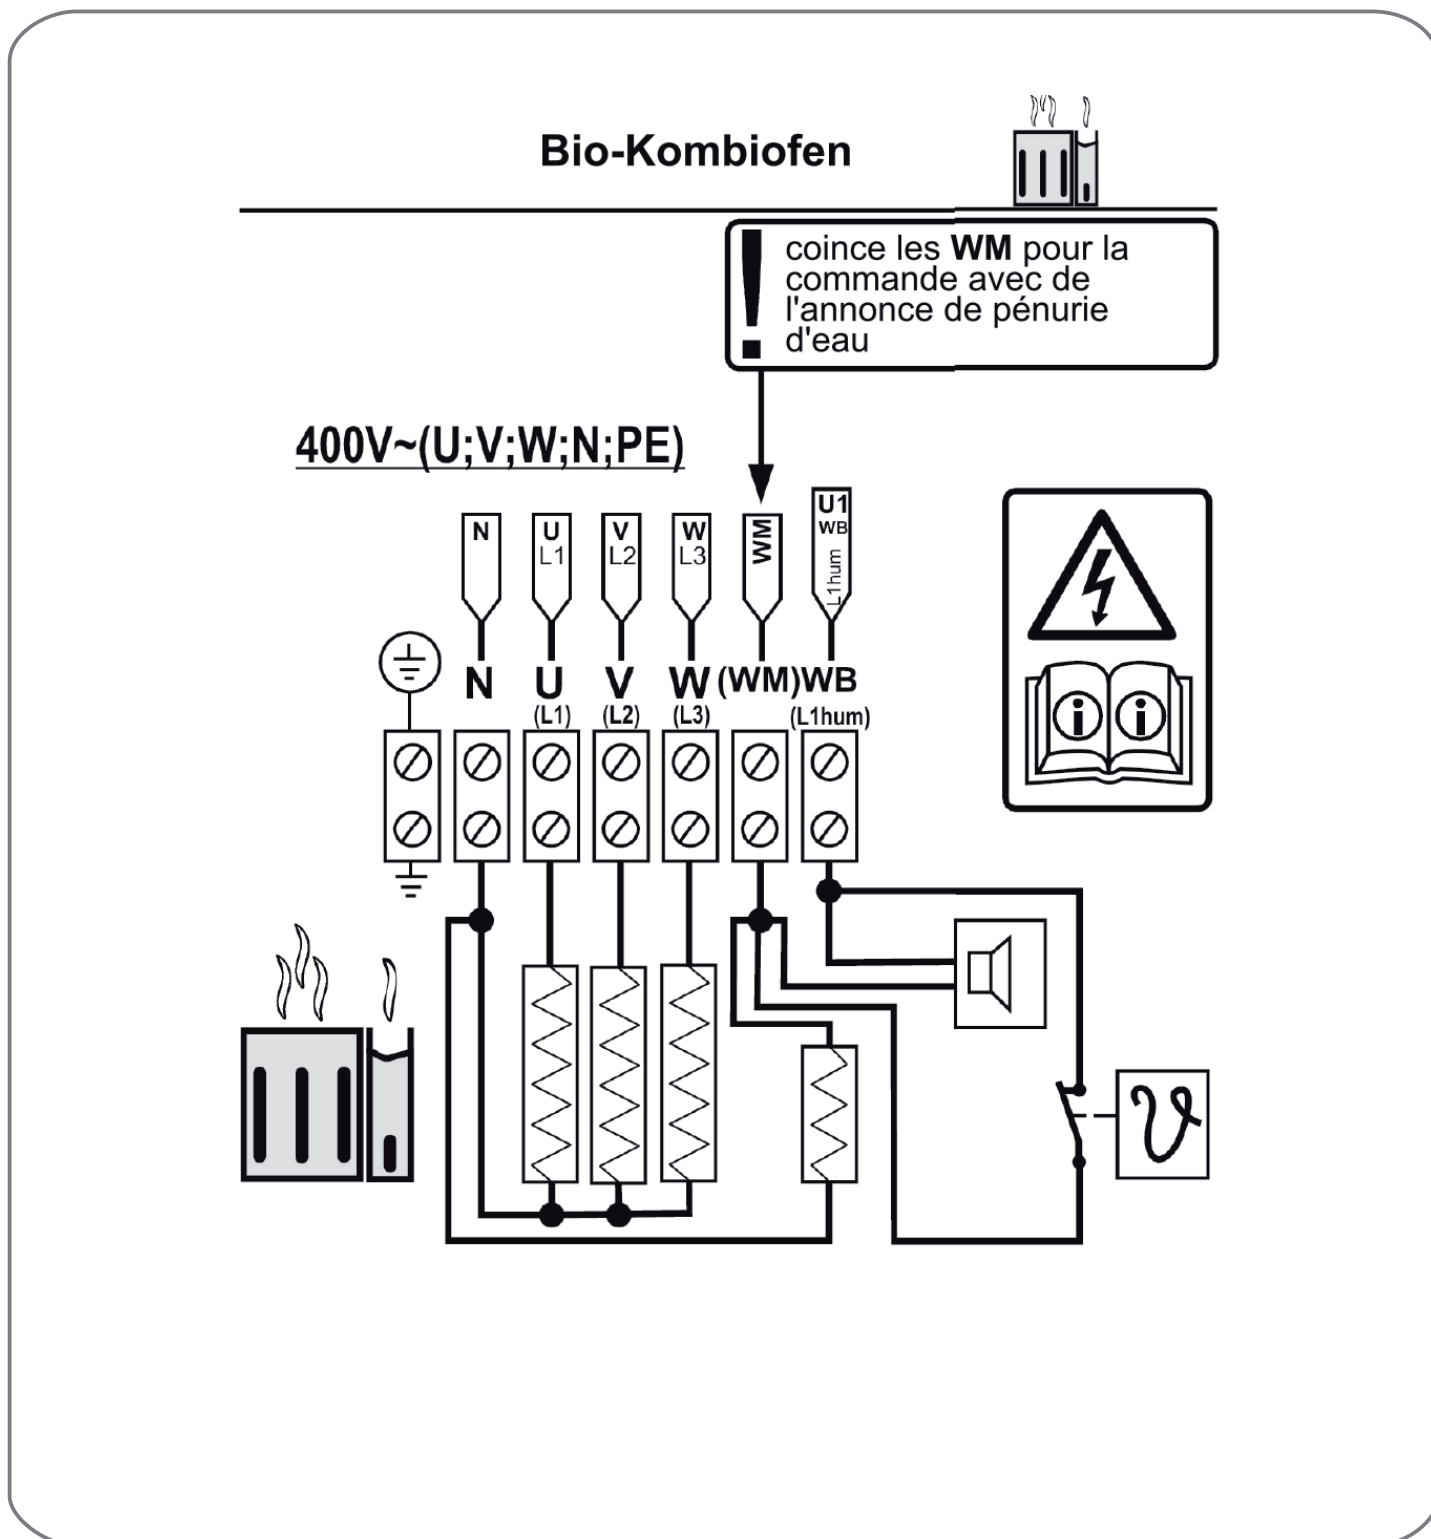 Bio-Kombiofen
! coince les WM pour la
commande avec de
l'annonce de pénurie
d'eau
400V~(U;V;W;N;PE)
N
U
L1
V
L2
W
L3
WM
U1
WB
L1hum
N U V W (WM) WB
(L1) (L2) (L3) (L1hum)
i i
ϑ